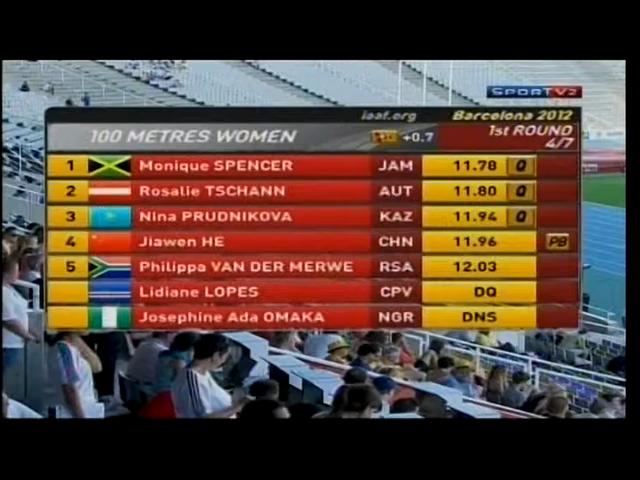 SPORTV2
iaaf.org Barcelona 2012
100 METRES WOMEN +0.7 1st ROUND
4/7
1 Monique SPENCER JAM 11.78 Q
2 Rosalie TSCHANN AUT 11.80 Q
3 Nina PRUDNIKOVA KAZ 11.94 Q
4 Jiawen HE CHN 11.96 PB
5 Philippa VAN DER MERWE RSA 12.03
Lidiane LOPES CPV DQ
Josephine Ada OMAKA NGR DNS